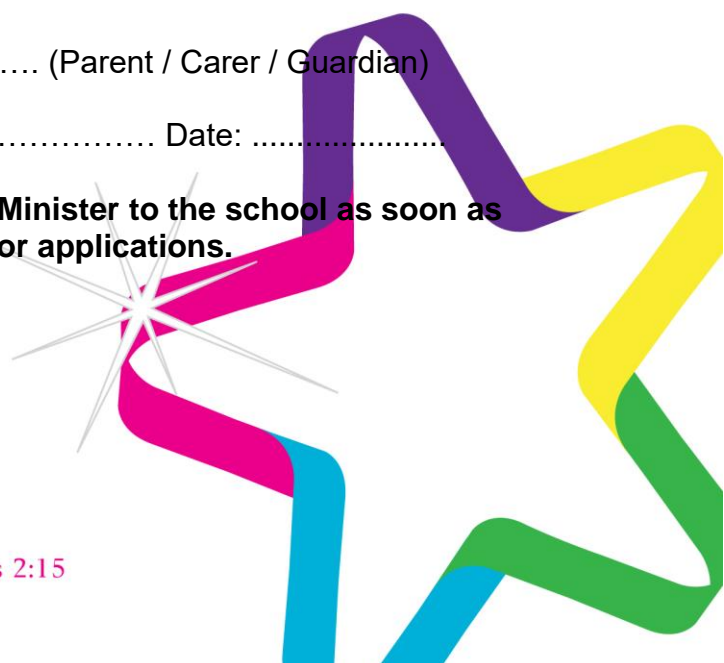 …. (Parent / Carer / Guardian)
…………… Date: ......................
Minister to the school as soon as
or applications.
s 2:15